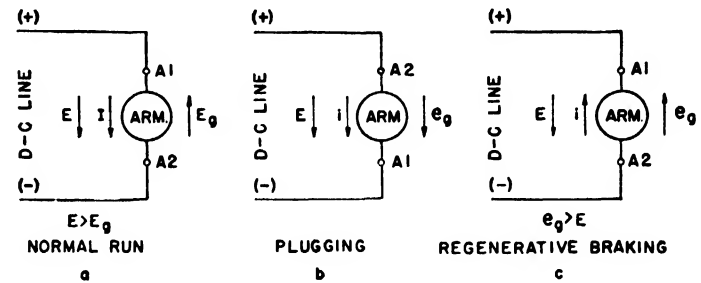 (+)
A1
D-C LINE
E
I
ARM.
Eg
A2
(-)
E>Eg
NORMAL RUN
a
(+)
A2
D-C LINE
E
i
ARM
eg
A1
(-)
PLUGGING
b
(+)
A1
D-C LINE
E
i
ARM.
eg
A2
(-)
eg>E
REGENERATIVE BRAKING
c